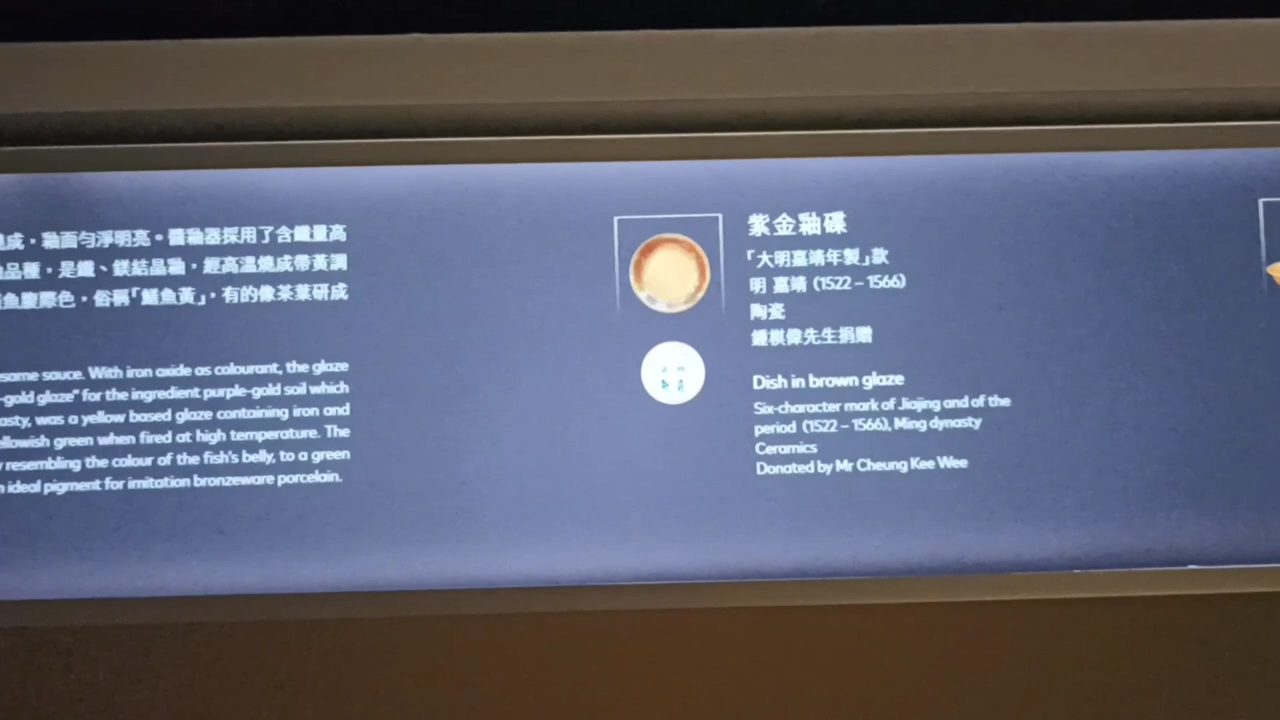 成，釉面勻淨明亮。醬釉器採用了含鐵量高
品種，是鐵、鎂結晶釉，經高溫燒成帶黃調
魚腹際色，俗稱「鱔魚黃」，有的像茶葉研成
same sauce. With iron oxide as colourant, the glaze
-gold glaze" for the ingredient purple-gold soil which
asty, was a yellow based glaze containing iron and
ellowish green when fired at high temperature. The
resembling the colour of the fish's belly, to a green
ideal pigment for imitation bronzeware porcelain.
紫金釉碟
「大明嘉靖年製」款
明 嘉靖 (1522 – 1566)
陶瓷
鍾棋偉先生捐贈
Dish in brown glaze
Six-character mark of Jiajing and of the
period (1522 – 1566), Ming dynasty
Ceramics
Donated by Mr Cheung Kee Wee